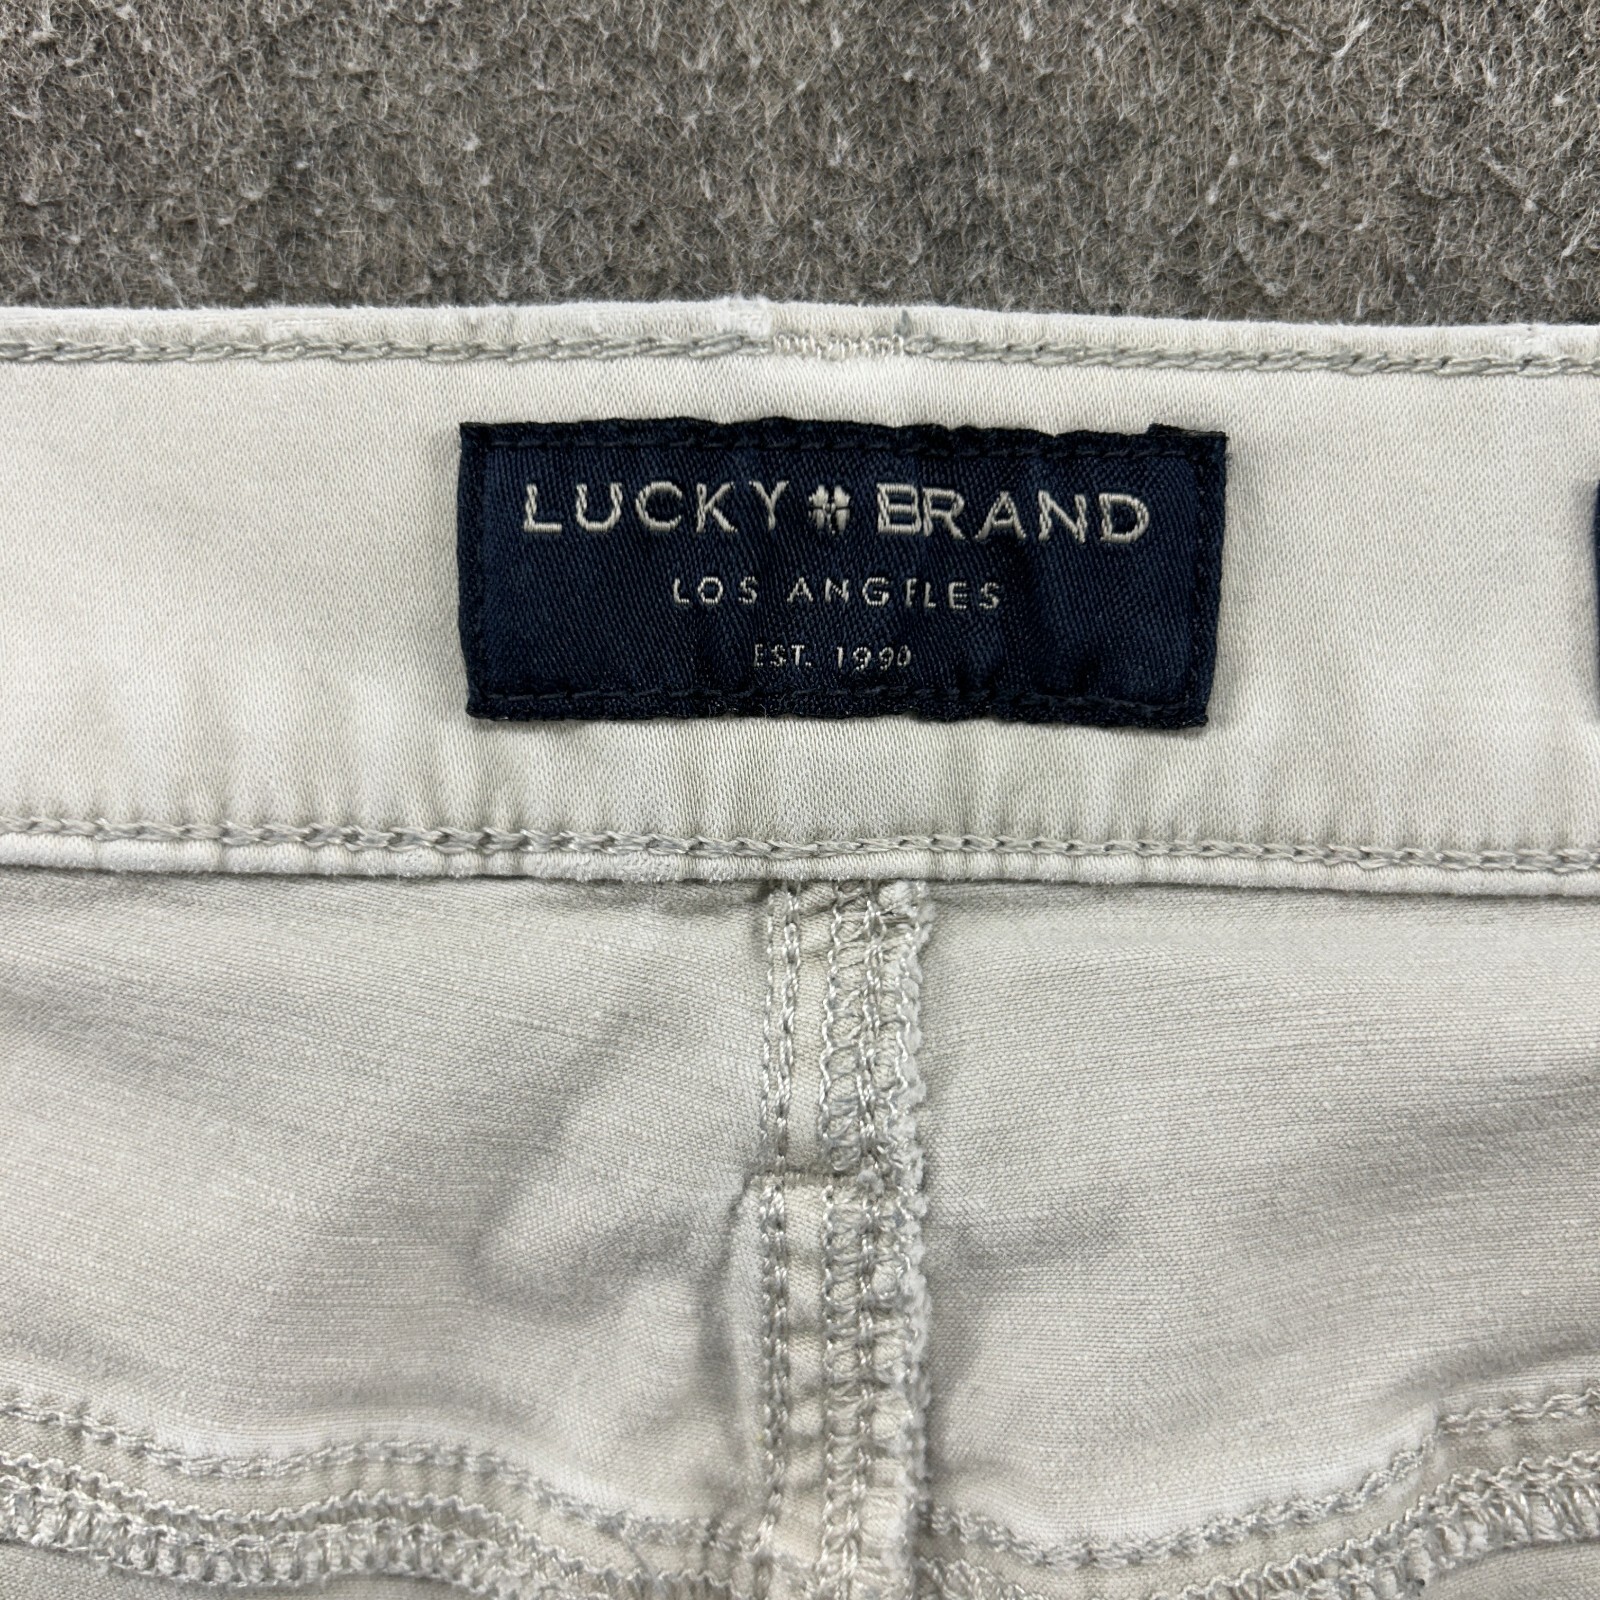 LUCKY BRAND
LOS ANGELES
EST. 1990